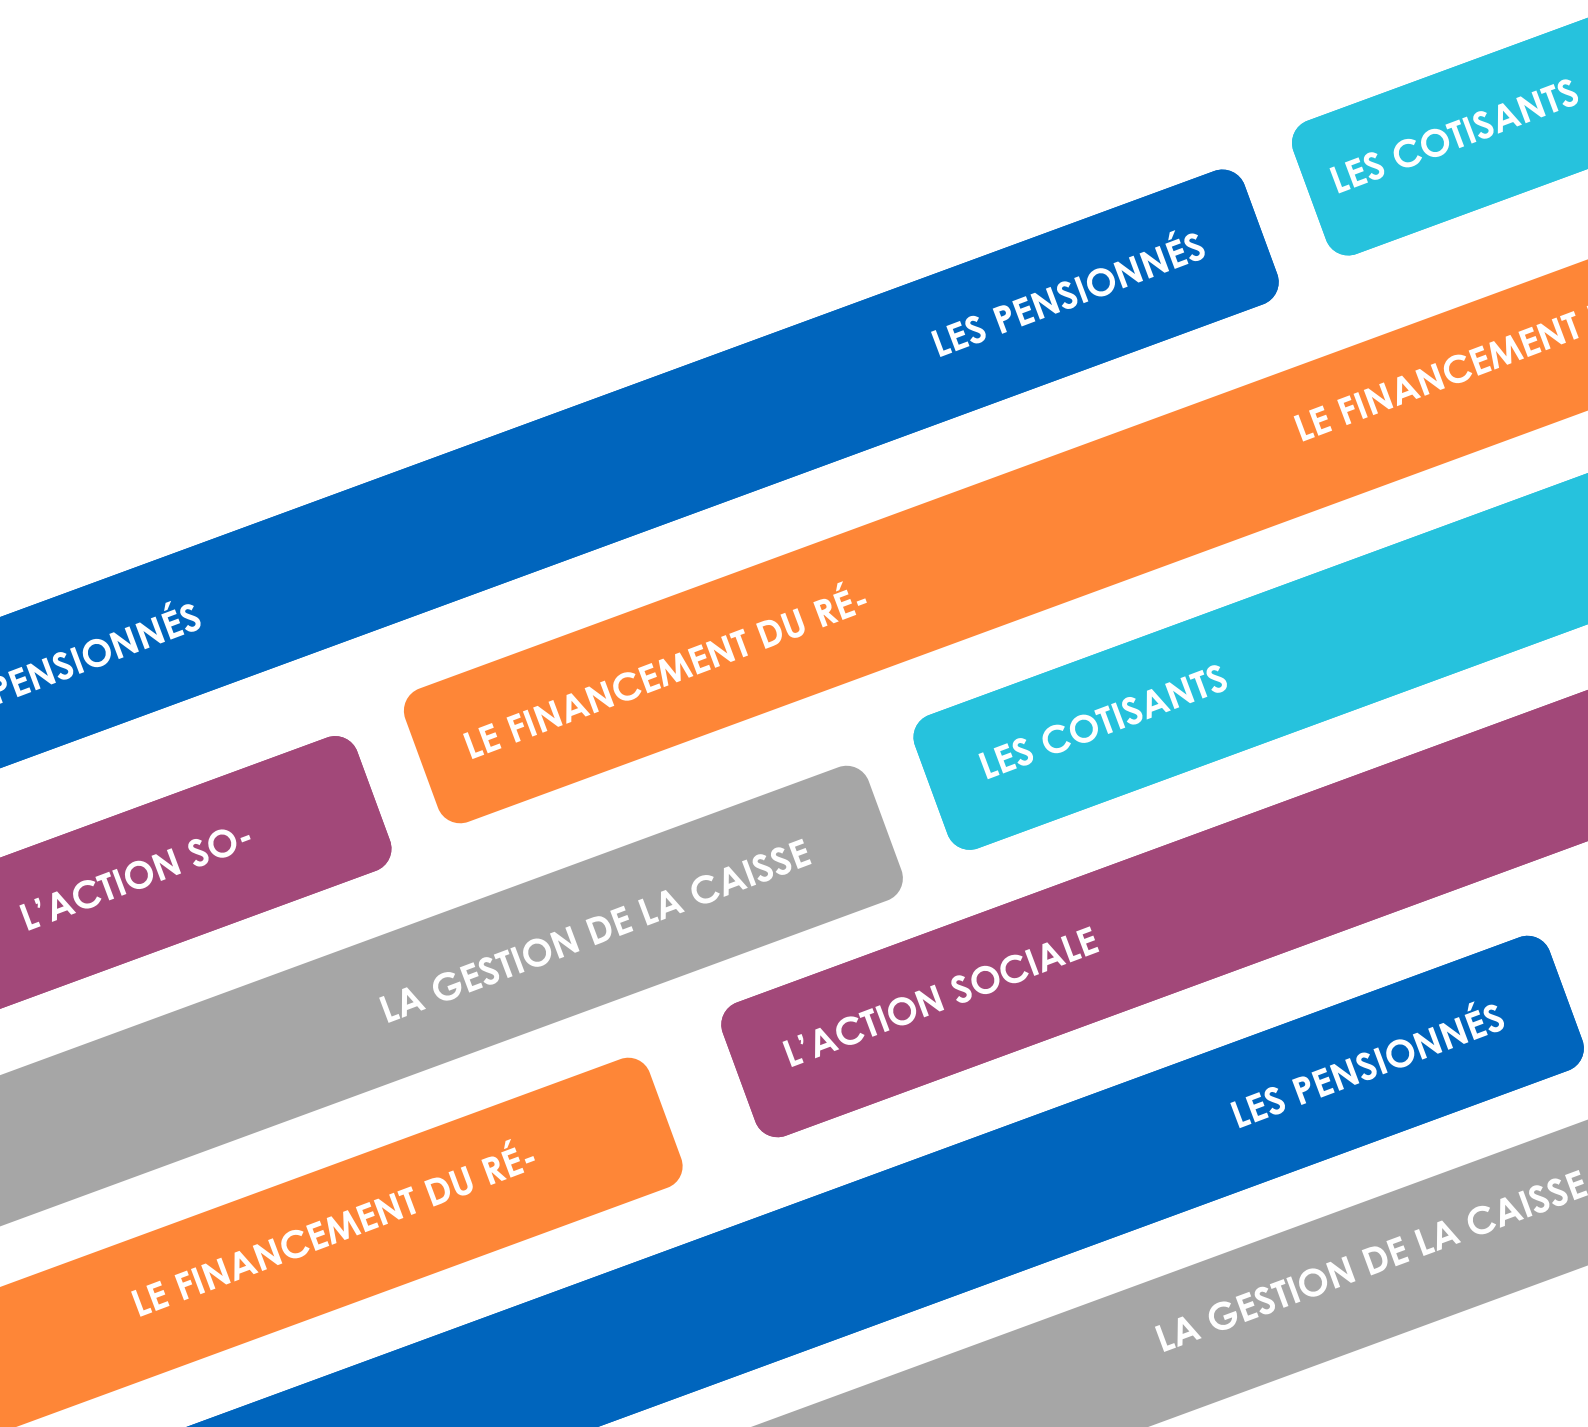 LES COTISANTS
LES PENSIONNÉS
LE FINANCEMENT
PENSIONNÉS
LE FINANCEMENT DU RÉ-
LES COTISANTS
L’ACTION SO-
LA GESTION DE LA CAISSE
L’ACTION SOCIALE
LES PENSIONNÉS
LE FINANCEMENT DU RÉ-
LA GESTION DE LA CAISSE